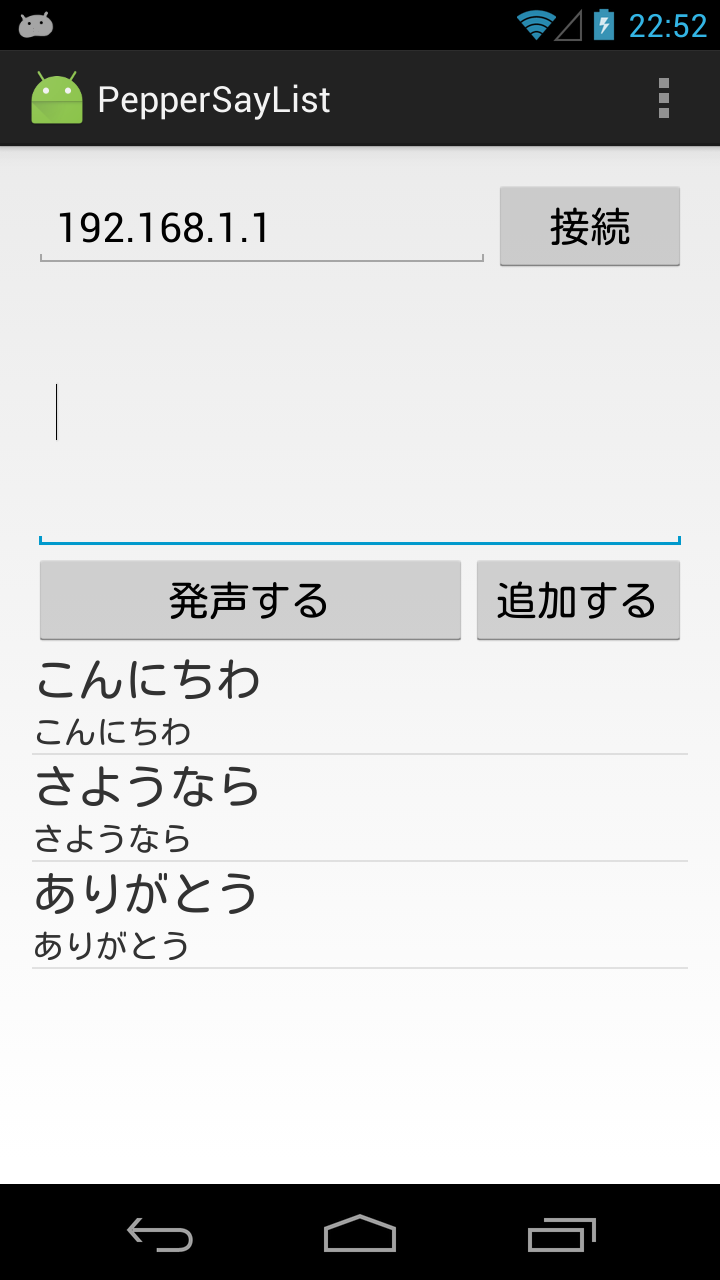 22:52
PepperSayList
192.168.1.1
接続
発声する
追加する
こんにちわ
こんにちわ
さようなら
さようなら
ありがとう
ありがとう